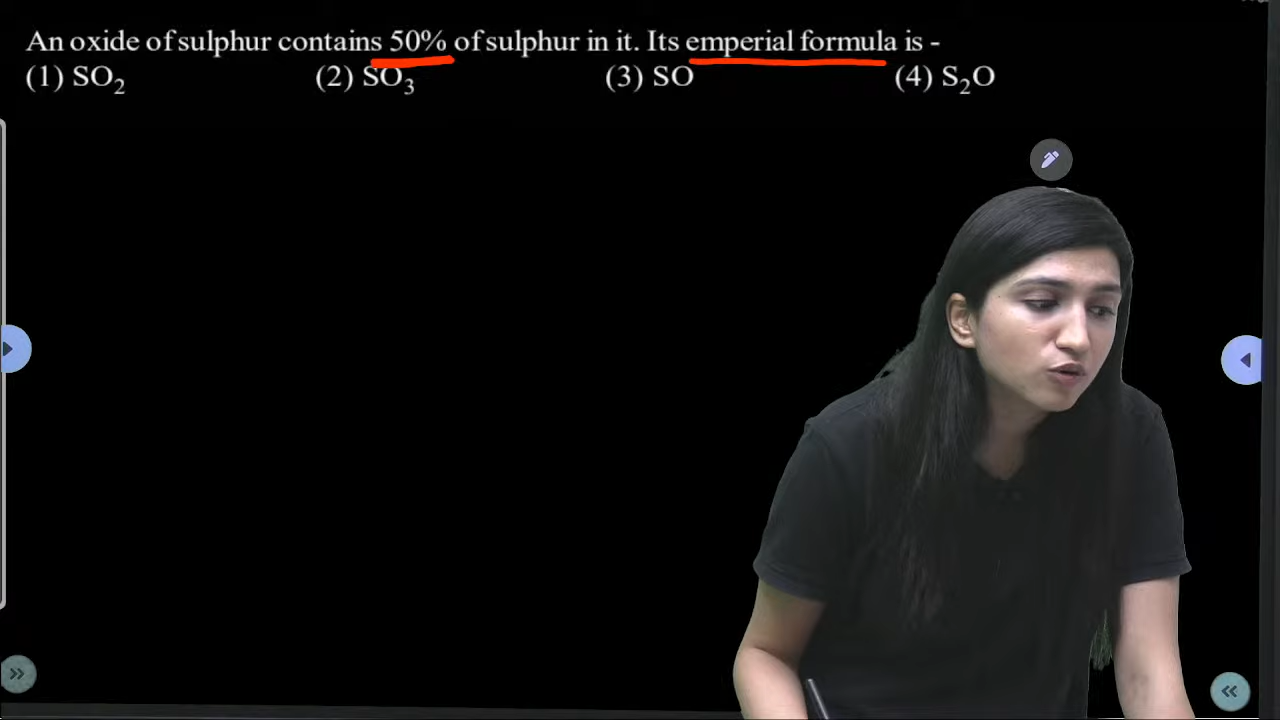 An oxide of sulphur contains 50% of sulphur in it. Its emperial formula is -
(1) SO₂ (2) SO₃ (3) SO (4) S₂O